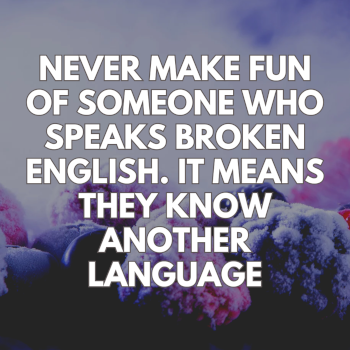 NEVER MAKE FUN
OF SOMEONE WHO
SPEAKS BROKEN
ENGLISH. IT MEANS
THEY KNOW
ANOTHER
LANGUAGE